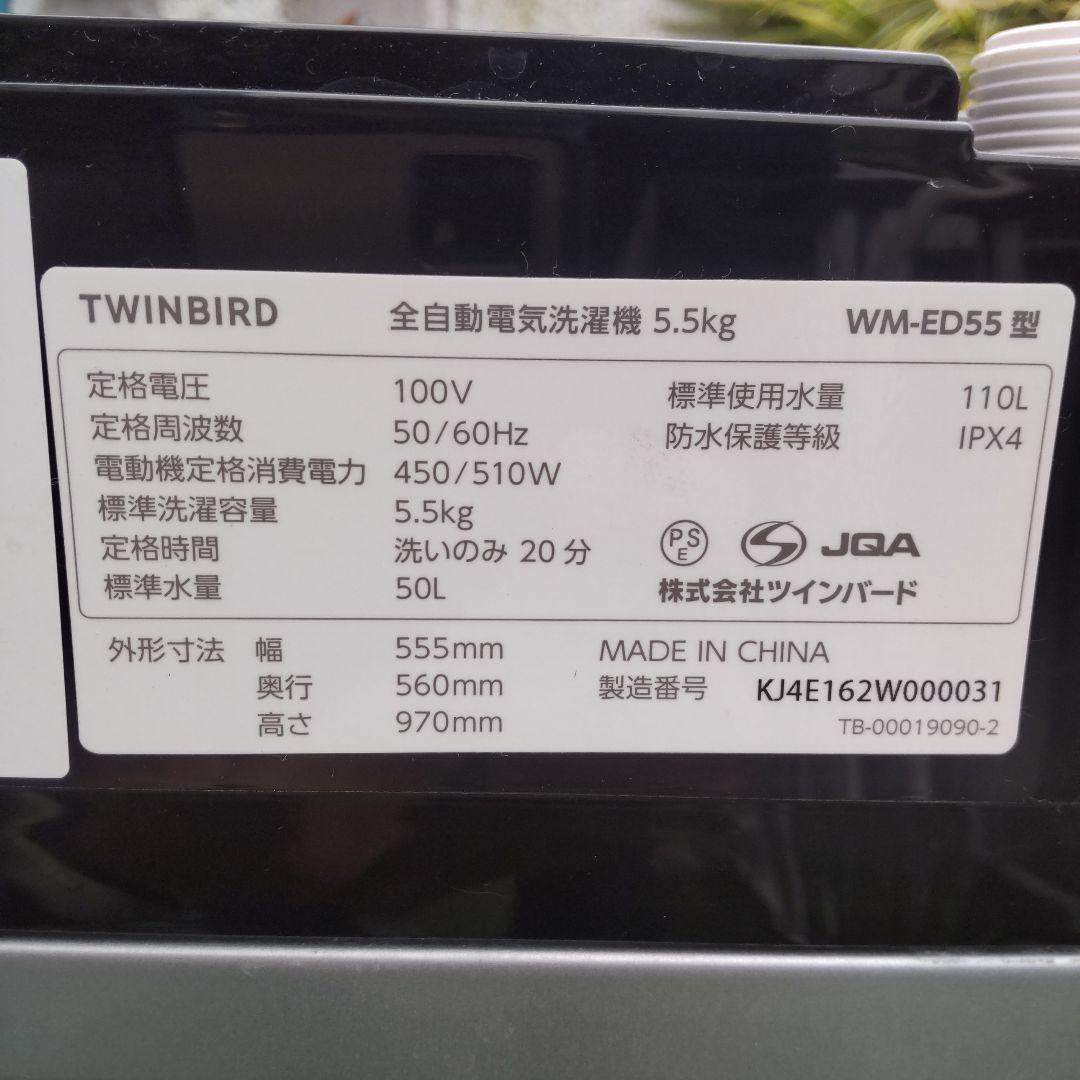 TWINBIRD 全自動電気洗濯機 5.5kg WM-ED55 型
定格電圧 100V 標準使用水量 110L
定格周波数 50/60Hz 防水保護等級 IPX4
電動機定格消費電力 450/510W
標準洗濯容量 5.5kg
定格時間 洗いのみ 20分
PSE JQA
標準水量 50L 株式会社ツインバード
外形寸法 幅 555mm MADE IN CHINA
奥行 560mm 製造番号 KJ4E162W000031
高さ 970mm TB-00019090-2